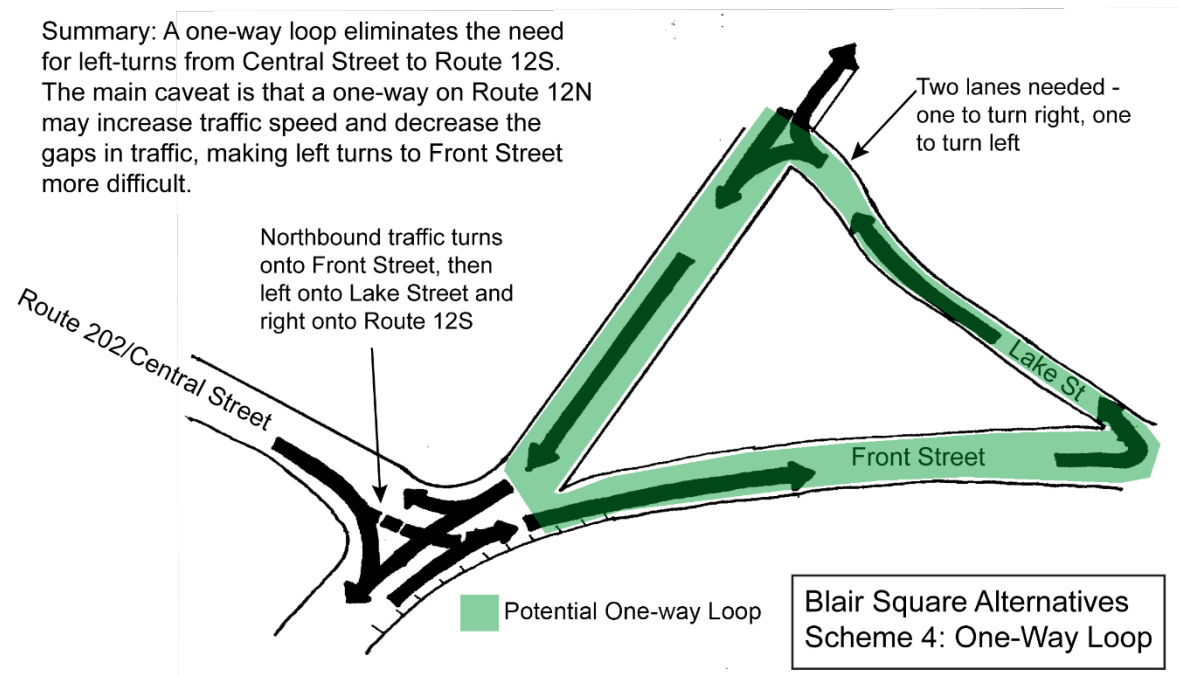 Summary: A one-way loop eliminates the need
for left-turns from Central Street to Route 12S.
The main caveat is that a one-way on Route 12N
may increase traffic speed and decrease the
gaps in traffic, making left turns to Front Street
more difficult.
Two lanes needed -
one to turn right, one
to turn left
Northbound traffic turns
onto Front Street, then
left onto Lake Street and
right onto Route 12S
Route 202/Central Street
Lake St
Front Street
Potential One-way Loop
Blair Square Alternatives
Scheme 4: One-Way Loop